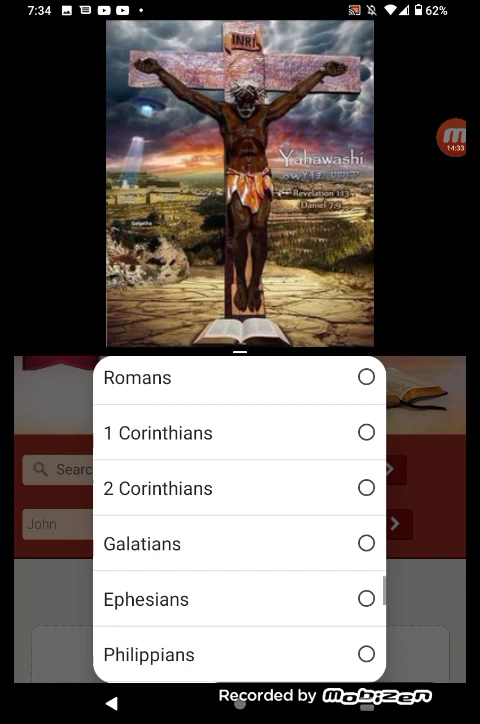 7:34
62%
INRI
14:33
Yahawashi
Revelation 1:13
Daniel 7:9
Golgotha
Romans
1 Corinthians
Searc
2 Corinthians
John
Galatians
Ephesians
Philippians
Recorded by Mobizen